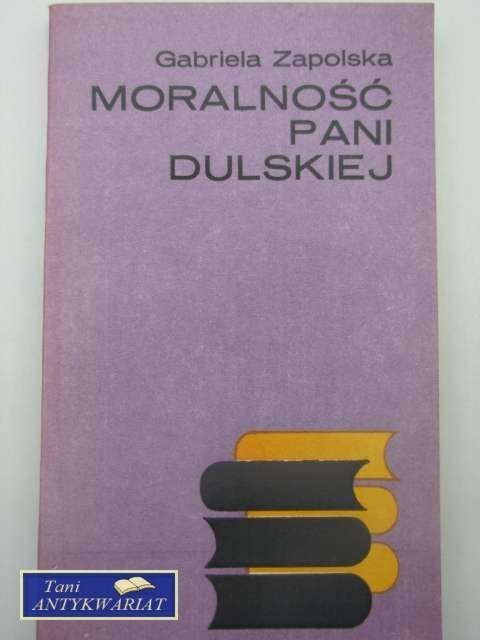 Gabriela Zapolska
MORALNOŚĆ
PANI
DULSKIEJ
Tani
ANTYKWARIAT